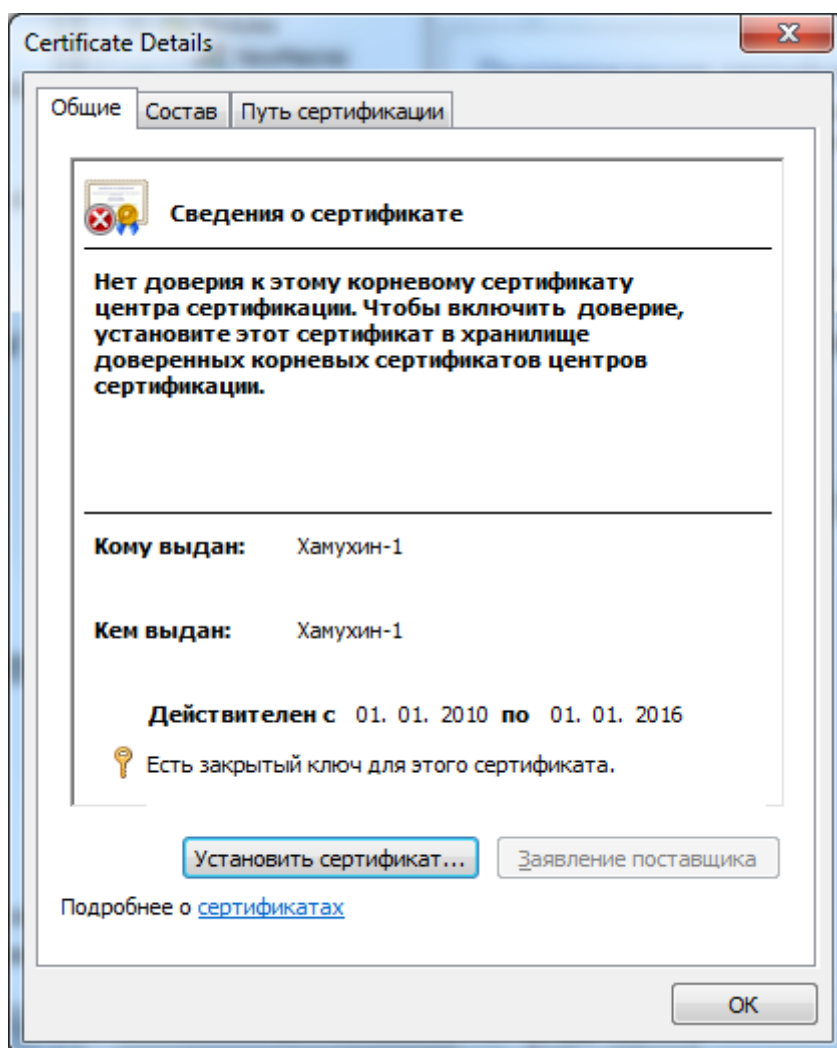 Certificate Details
Общие Состав Путь сертификации
Сведения о сертификате
Нет доверия к этому корневому сертификату
центра сертификации. Чтобы включить доверие,
установите этот сертификат в хранилище
доверенных корневых сертификатов центров
сертификации.
Кому выдан: Хамухин-1
Кем выдан: Хамухин-1
Действителен с 01. 01. 2010 по 01. 01. 2016
Есть закрытый ключ для этого сертификата.
Установить сертификат... Заявление поставщика
Подробнее о сертификатах
ОК